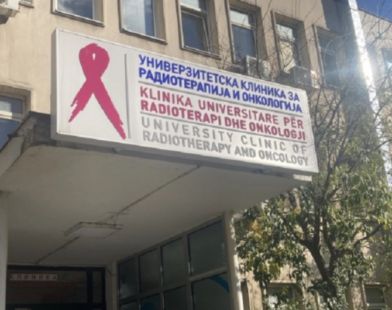 УНИВЕРЗИТЕТСКА КЛИНИКА ЗА
РАДИОТЕРАПИЈА И ОНКОЛОГИЈА
KLINIKA UNIVERSITARE PËR
RADIOTERAPI DHE ONKOLOGJI
UNIVERSITY CLINIC OF
RADIOTHERAPY AND ONCOLOGY